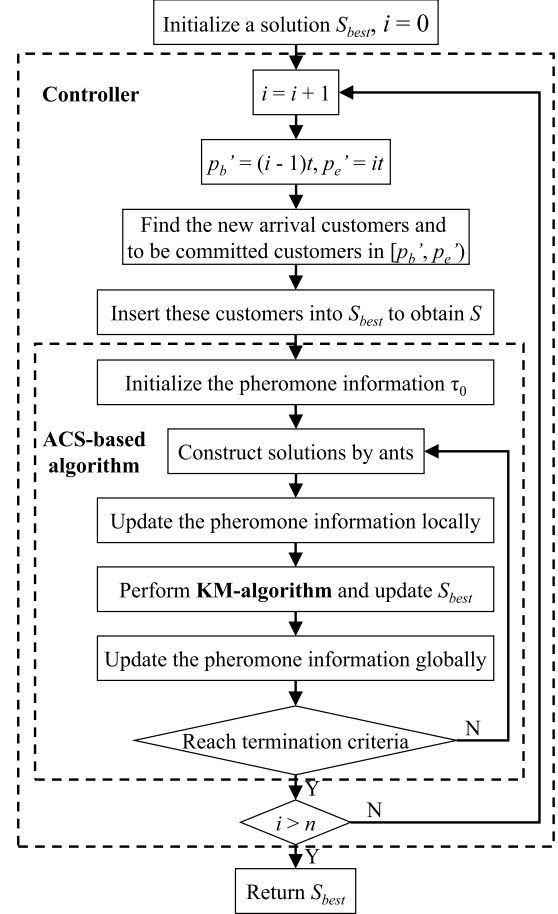 Initialize a solution S_best, i = 0
Controller
i = i + 1
p_b’ = (i - 1)t, p_e’ = it
Find the new arrival customers and
to be committed customers in [p_b’, p_e’)
Insert these customers into S_best to obtain S
Initialize the pheromone information τ₀
ACS-based
algorithm
Construct solutions by ants
Update the pheromone information locally
Perform KM-algorithm and update S_best
Update the pheromone information globally
Reach termination criteria
N
Y
i > n
N
Y
Return S_best